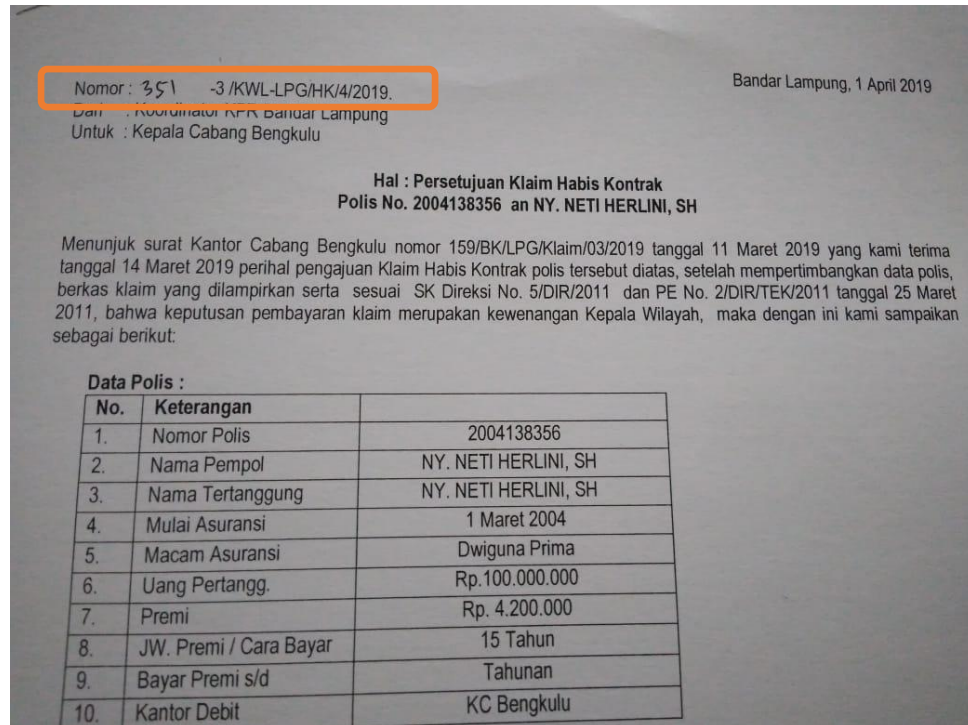 Nomor : 351 -3 /KWL-LPG/HK/4/2019.
Bandar Lampung, 1 April 2019
Dari : Koordinator KPR Bandar Lampung
Untuk : Kepala Cabang Bengkulu
Hal : Persetujuan Klaim Habis Kontrak
Polis No. 2004138356 an NY. NETI HERLINI, SH
Menunjuk surat Kantor Cabang Bengkulu nomor 159/BK/LPG/Klaim/03/2019 tanggal 11 Maret 2019 yang kami terima
tanggal 14 Maret 2019 perihal pengajuan Klaim Habis Kontrak polis tersebut diatas, setelah mempertimbangkan data polis,
berkas klaim yang dilampirkan serta sesuai SK Direksi No. 5/DIR/2011 dan PE No. 2/DIR/TEK/2011 tanggal 25 Maret
2011, bahwa keputusan pembayaran klaim merupakan kewenangan Kepala Wilayah, maka dengan ini kami sampaikan
sebagai berikut:
Data Polis :
No. Keterangan
1. Nomor Polis 2004138356
2. Nama Pempol NY. NETI HERLINI, SH
3. Nama Tertanggung NY. NETI HERLINI, SH
4. Mulai Asuransi 1 Maret 2004
5. Macam Asuransi Dwiguna Prima
6. Uang Pertangg. Rp.100.000.000
7. Premi Rp. 4.200.000
8. JW. Premi / Cara Bayar 15 Tahun
9. Bayar Premi s/d Tahunan
10. Kantor Debit KC Bengkulu